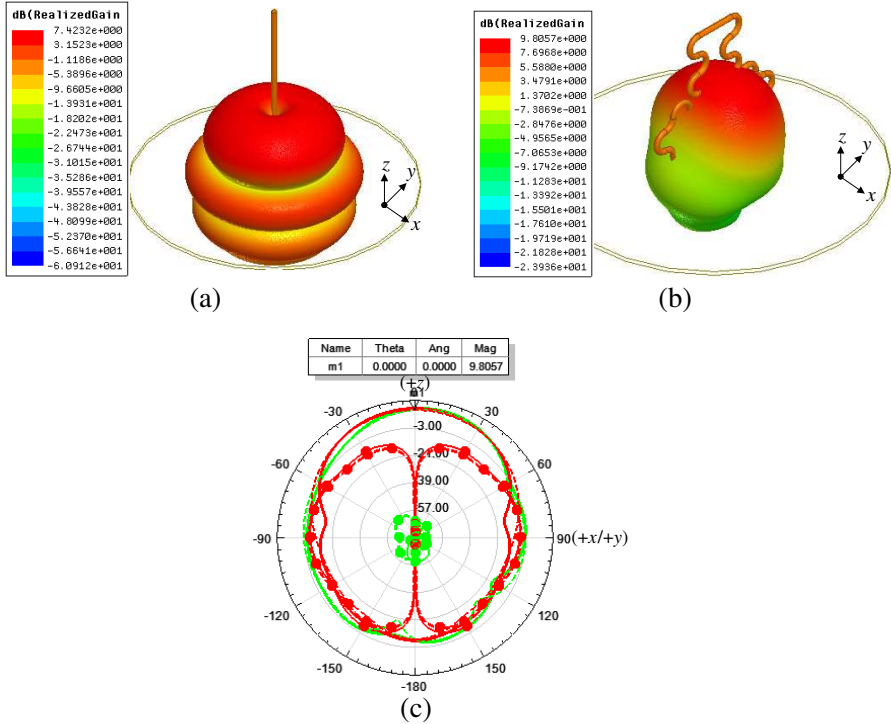 dB(RealizedGain
7.4232e+000
3.1523e+000
-1.1186e+000
-5.3896e+000
-9.6605e+000
-1.3931e+001
-1.8202e+001
-2.2473e+001
-2.6744e+001
-3.1015e+001
-3.5286e+001
-3.9557e+001
-4.3828e+001
-4.8099e+001
-5.2370e+001
-5.6641e+001
-6.0912e+001
z
y
x
(a)
dB(RealizedGain
9.8057e+000
7.6968e+000
5.5880e+000
3.4791e+000
1.3702e+000
-7.3869e-001
-2.8476e+000
-4.9565e+000
-7.0653e+000
-9.1742e+000
-1.1283e+001
-1.3392e+001
-1.5501e+001
-1.7610e+001
-1.9719e+001
-2.1828e+001
-2.3936e+001
z
y
x
(b)
Name Theta Ang Mag
m1 0.0000 0.0000 9.8057
(+z)
m1
-30 30
-3.00
-21.00
-60 60
-39.00
-57.00
-90 90 (+x/+y)
-120 120
-150 150
-180
(c)